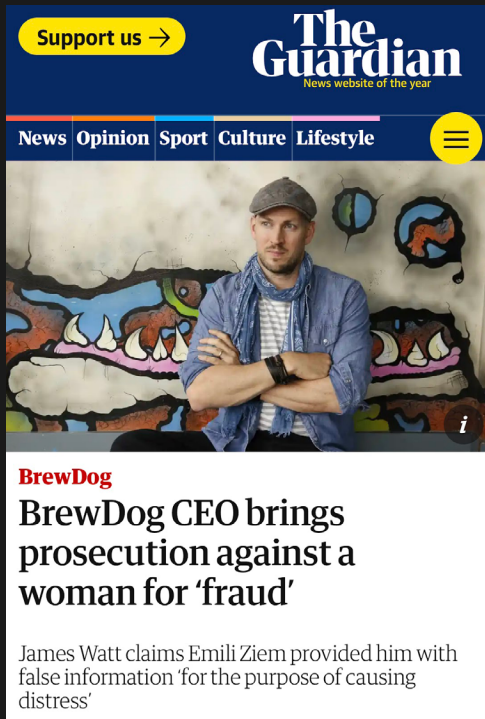 Support us →
The
Guardian
News website of the year
News Opinion Sport Culture Lifestyle
i
BrewDog
BrewDog CEO brings
prosecution against a
woman for ‘fraud’
James Watt claims Emili Ziem provided him with
false information ‘for the purpose of causing
distress’